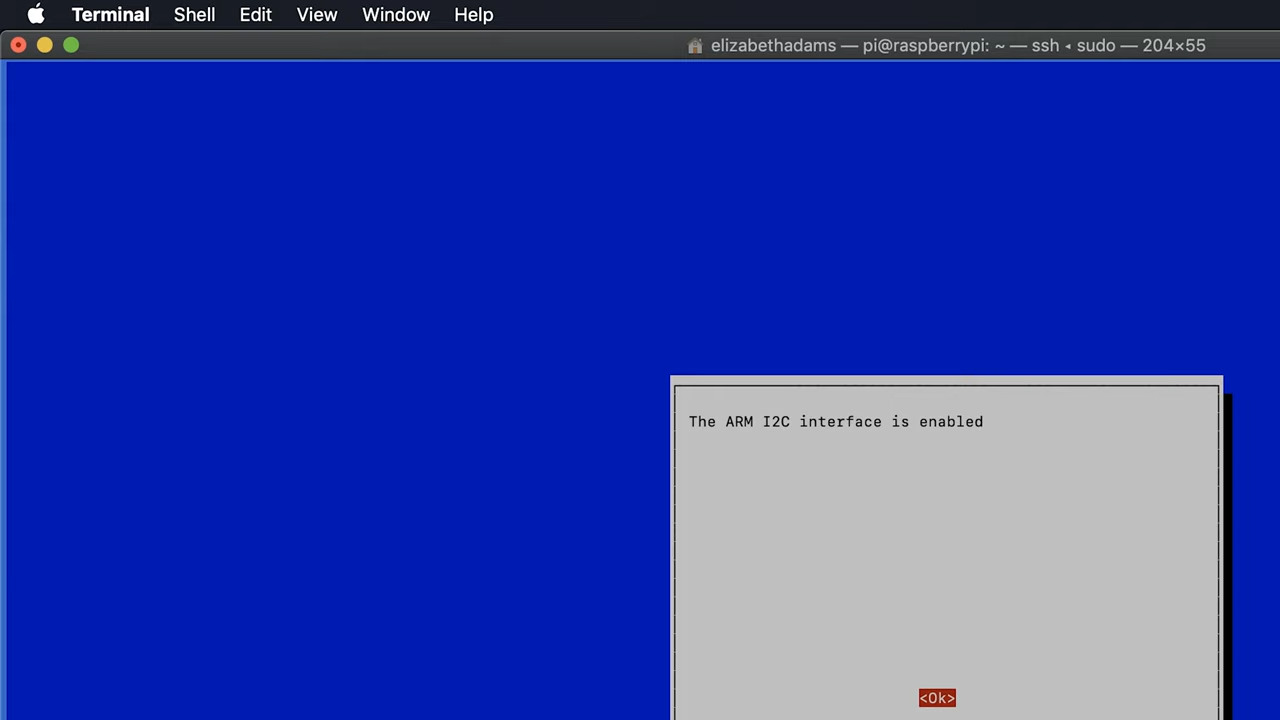 Terminal Shell Edit View Window Help
elizabethadams — pi@raspberrypi: ~ — ssh ◂ sudo — 204×55
The ARM I2C interface is enabled
<Ok>